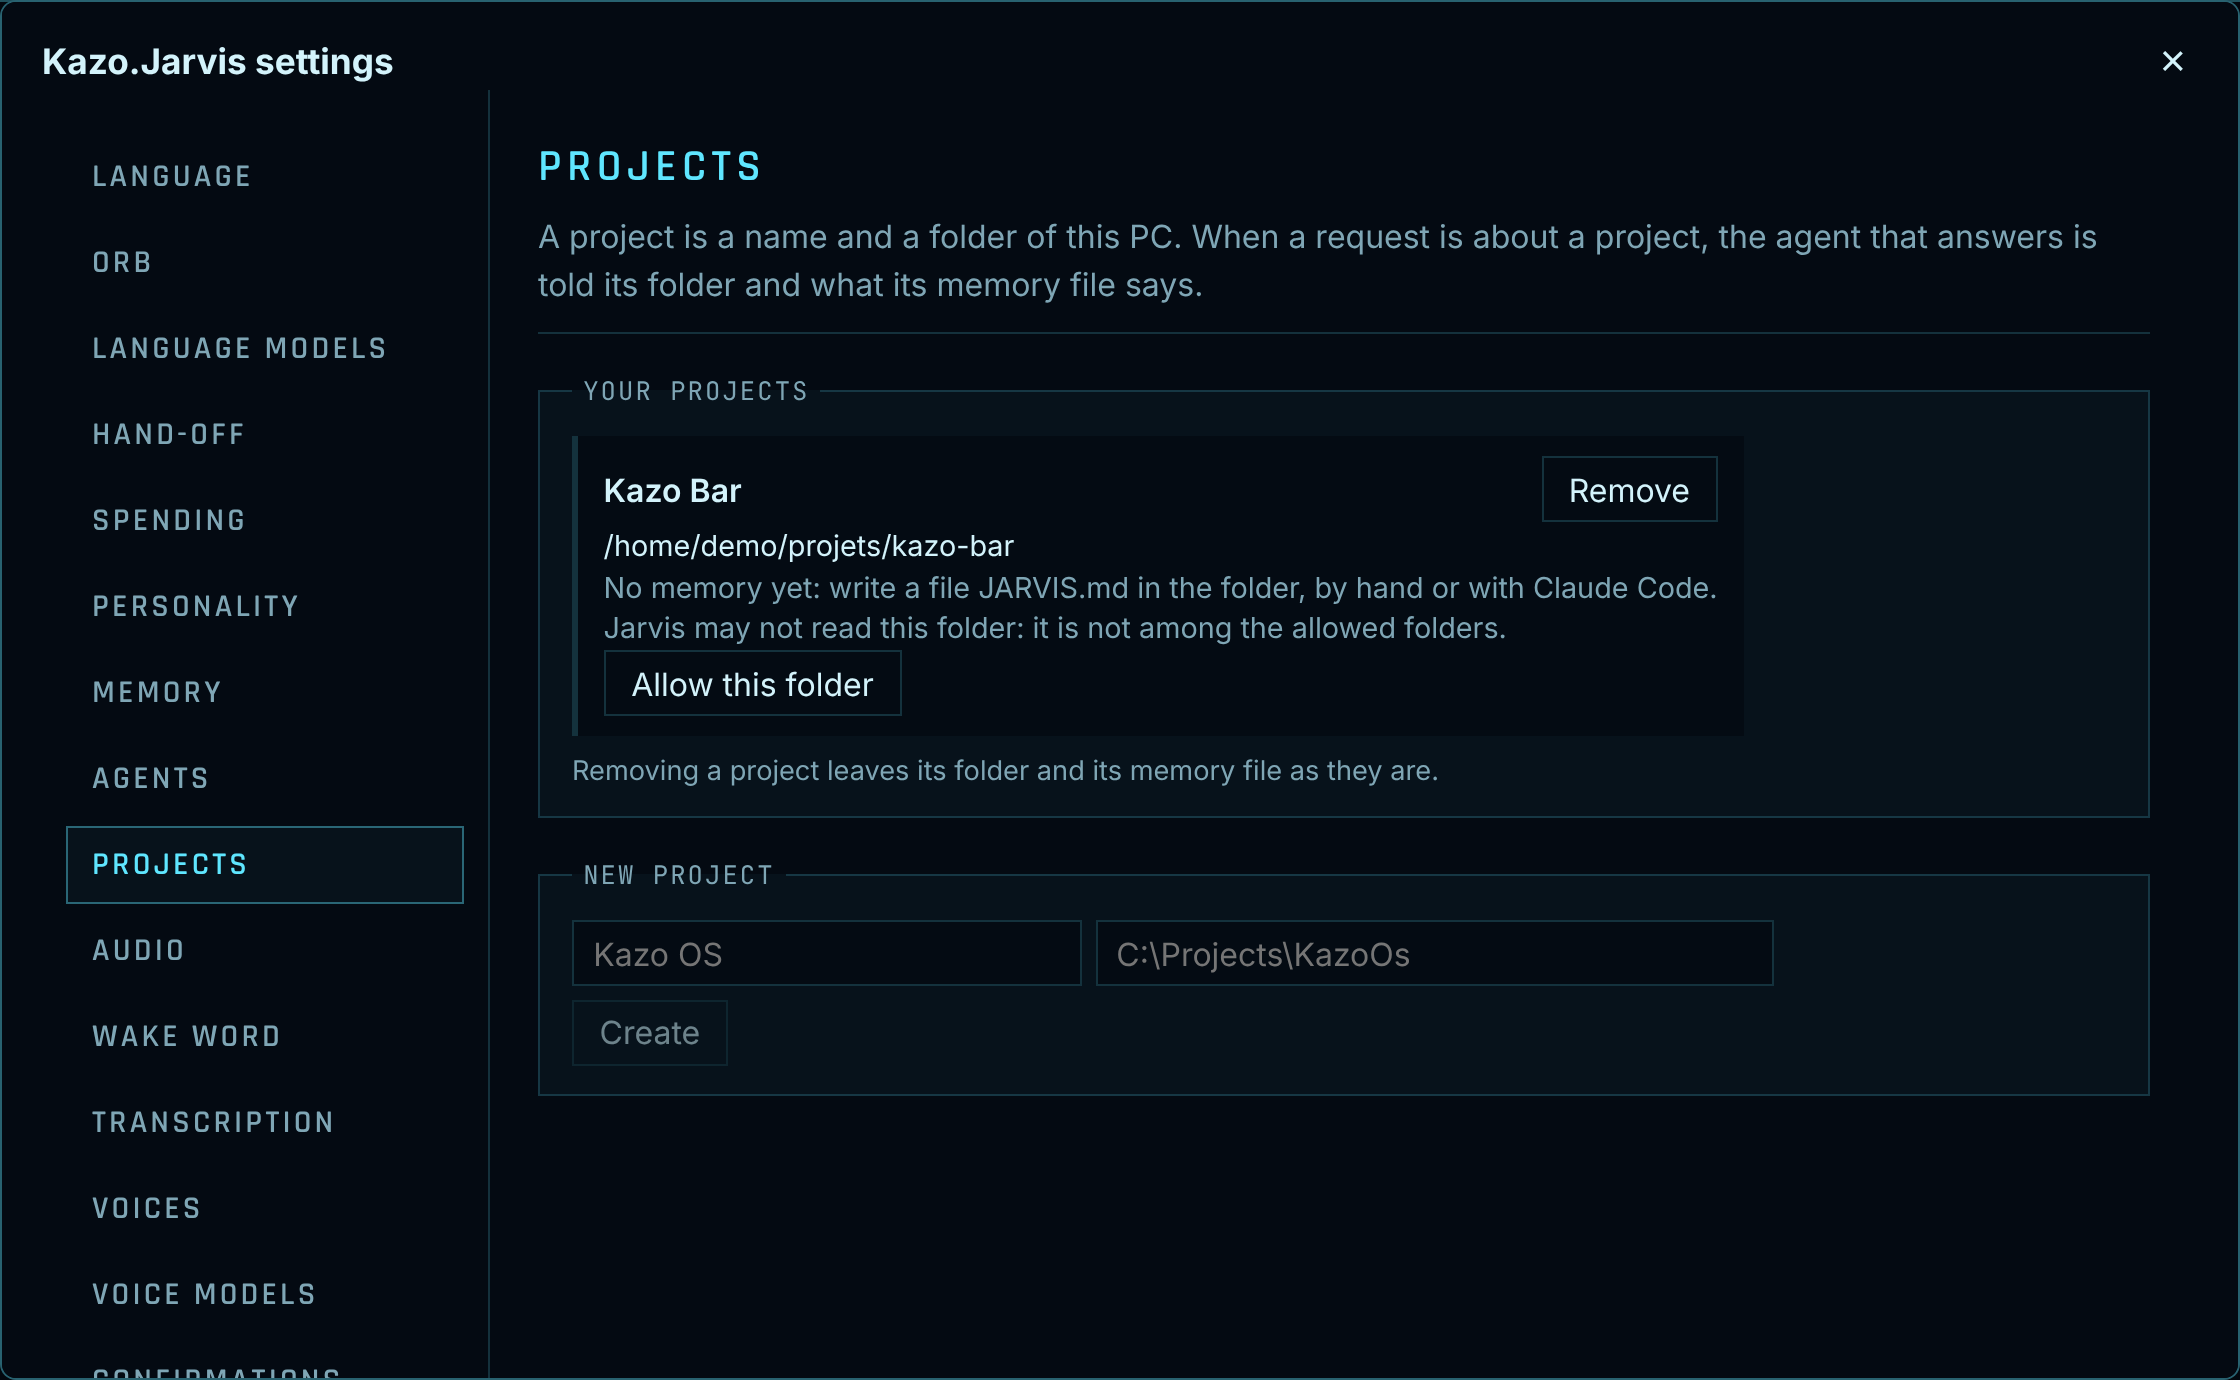 Kazo.Jarvis settings
×
LANGUAGE
ORB
LANGUAGE MODELS
HAND-OFF
SPENDING
PERSONALITY
MEMORY
AGENTS
PROJECTS
AUDIO
WAKE WORD
TRANSCRIPTION
VOICES
VOICE MODELS
CONFIRMATIONS
PROJECTS
A project is a name and a folder of this PC. When a request is about a project, the agent that answers is
told its folder and what its memory file says.
YOUR PROJECTS
Kazo Bar
Remove
/home/demo/projets/kazo-bar
No memory yet: write a file JARVIS.md in the folder, by hand or with Claude Code.
Jarvis may not read this folder: it is not among the allowed folders.
Allow this folder
Removing a project leaves its folder and its memory file as they are.
NEW PROJECT
Kazo OS
C:\Projects\KazoOs
Create